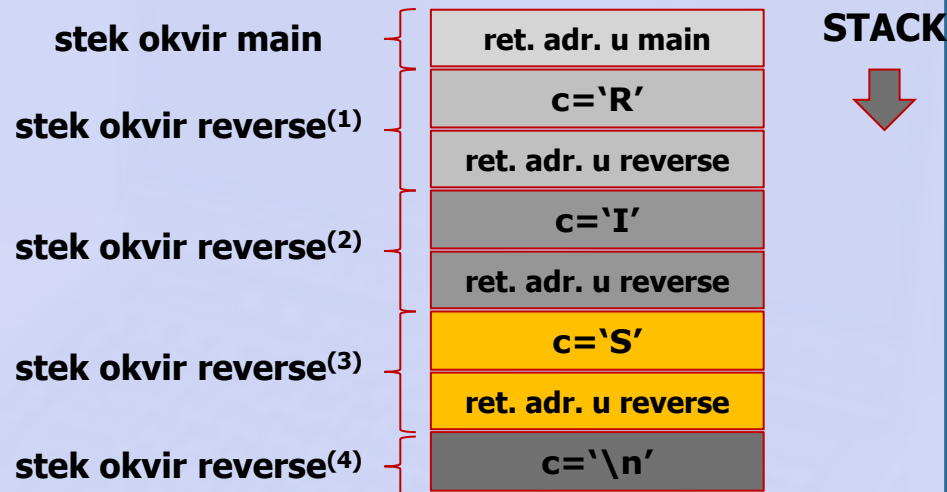 stek okvir main
ret. adr. u main
STACK
stek okvir reverse(1)
c=‘R’
ret. adr. u reverse
stek okvir reverse(2)
c=‘I’
ret. adr. u reverse
stek okvir reverse(3)
c=‘S’
ret. adr. u reverse
stek okvir reverse(4)
c=‘\n’